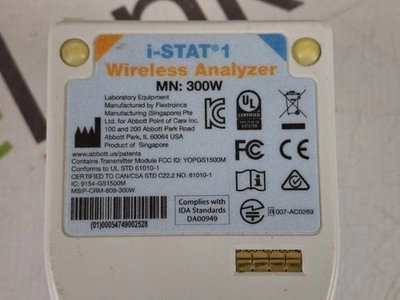 i-STAT®1
Wireless Analyzer
MN: 300W
Laboratory Equipment
Manufactured by Flextronics
Manufacturing (Singapore) Pte
Ltd. for Abbott Point of Care Inc.
100 and 200 Abbott Park Road
Abbott Park, IL 60064 USA
Product of Singapore
www.abbott.us/patents
Contains Transmitter Module FCC ID: YOPGS1500M
Conforms to UL STD 61010-1
CERTIFIED TO CAN/CSA STD C22.2 NO. 61010-1
IC: 9154-GS1500M
MSIP-CRM-809-300W
(01)00054749002528
UL
FC CE
Complies with
IDA Standards
DA00949
R 007-AC0269